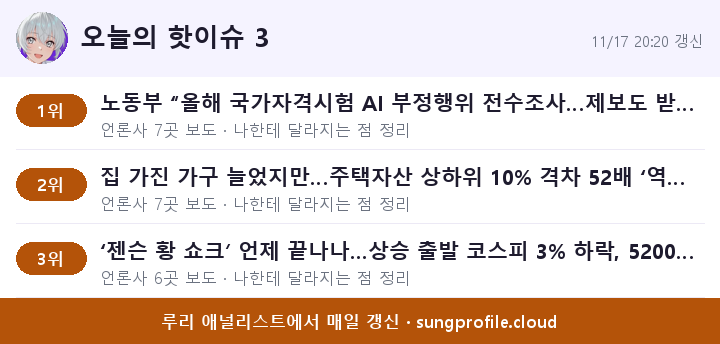 오늘의 핫이슈 3
11/17 20:20 갱신
1위
노동부 “올해 국가자격시험 AI 부정행위 전수조사…제보도 받…
언론사 7곳 보도 · 나한테 달라지는 점 정리
2위
집 가진 가구 늘었지만…주택자산 상하위 10% 격차 52배 ‘역…
언론사 7곳 보도 · 나한테 달라지는 점 정리
3위
‘젠슨 황 쇼크’ 언제 끝나나…상승 출발 코스피 3% 하락, 5200…
언론사 6곳 보도 · 나한테 달라지는 점 정리
루리 애널리스트에서 매일 갱신 · sungprofile.cloud